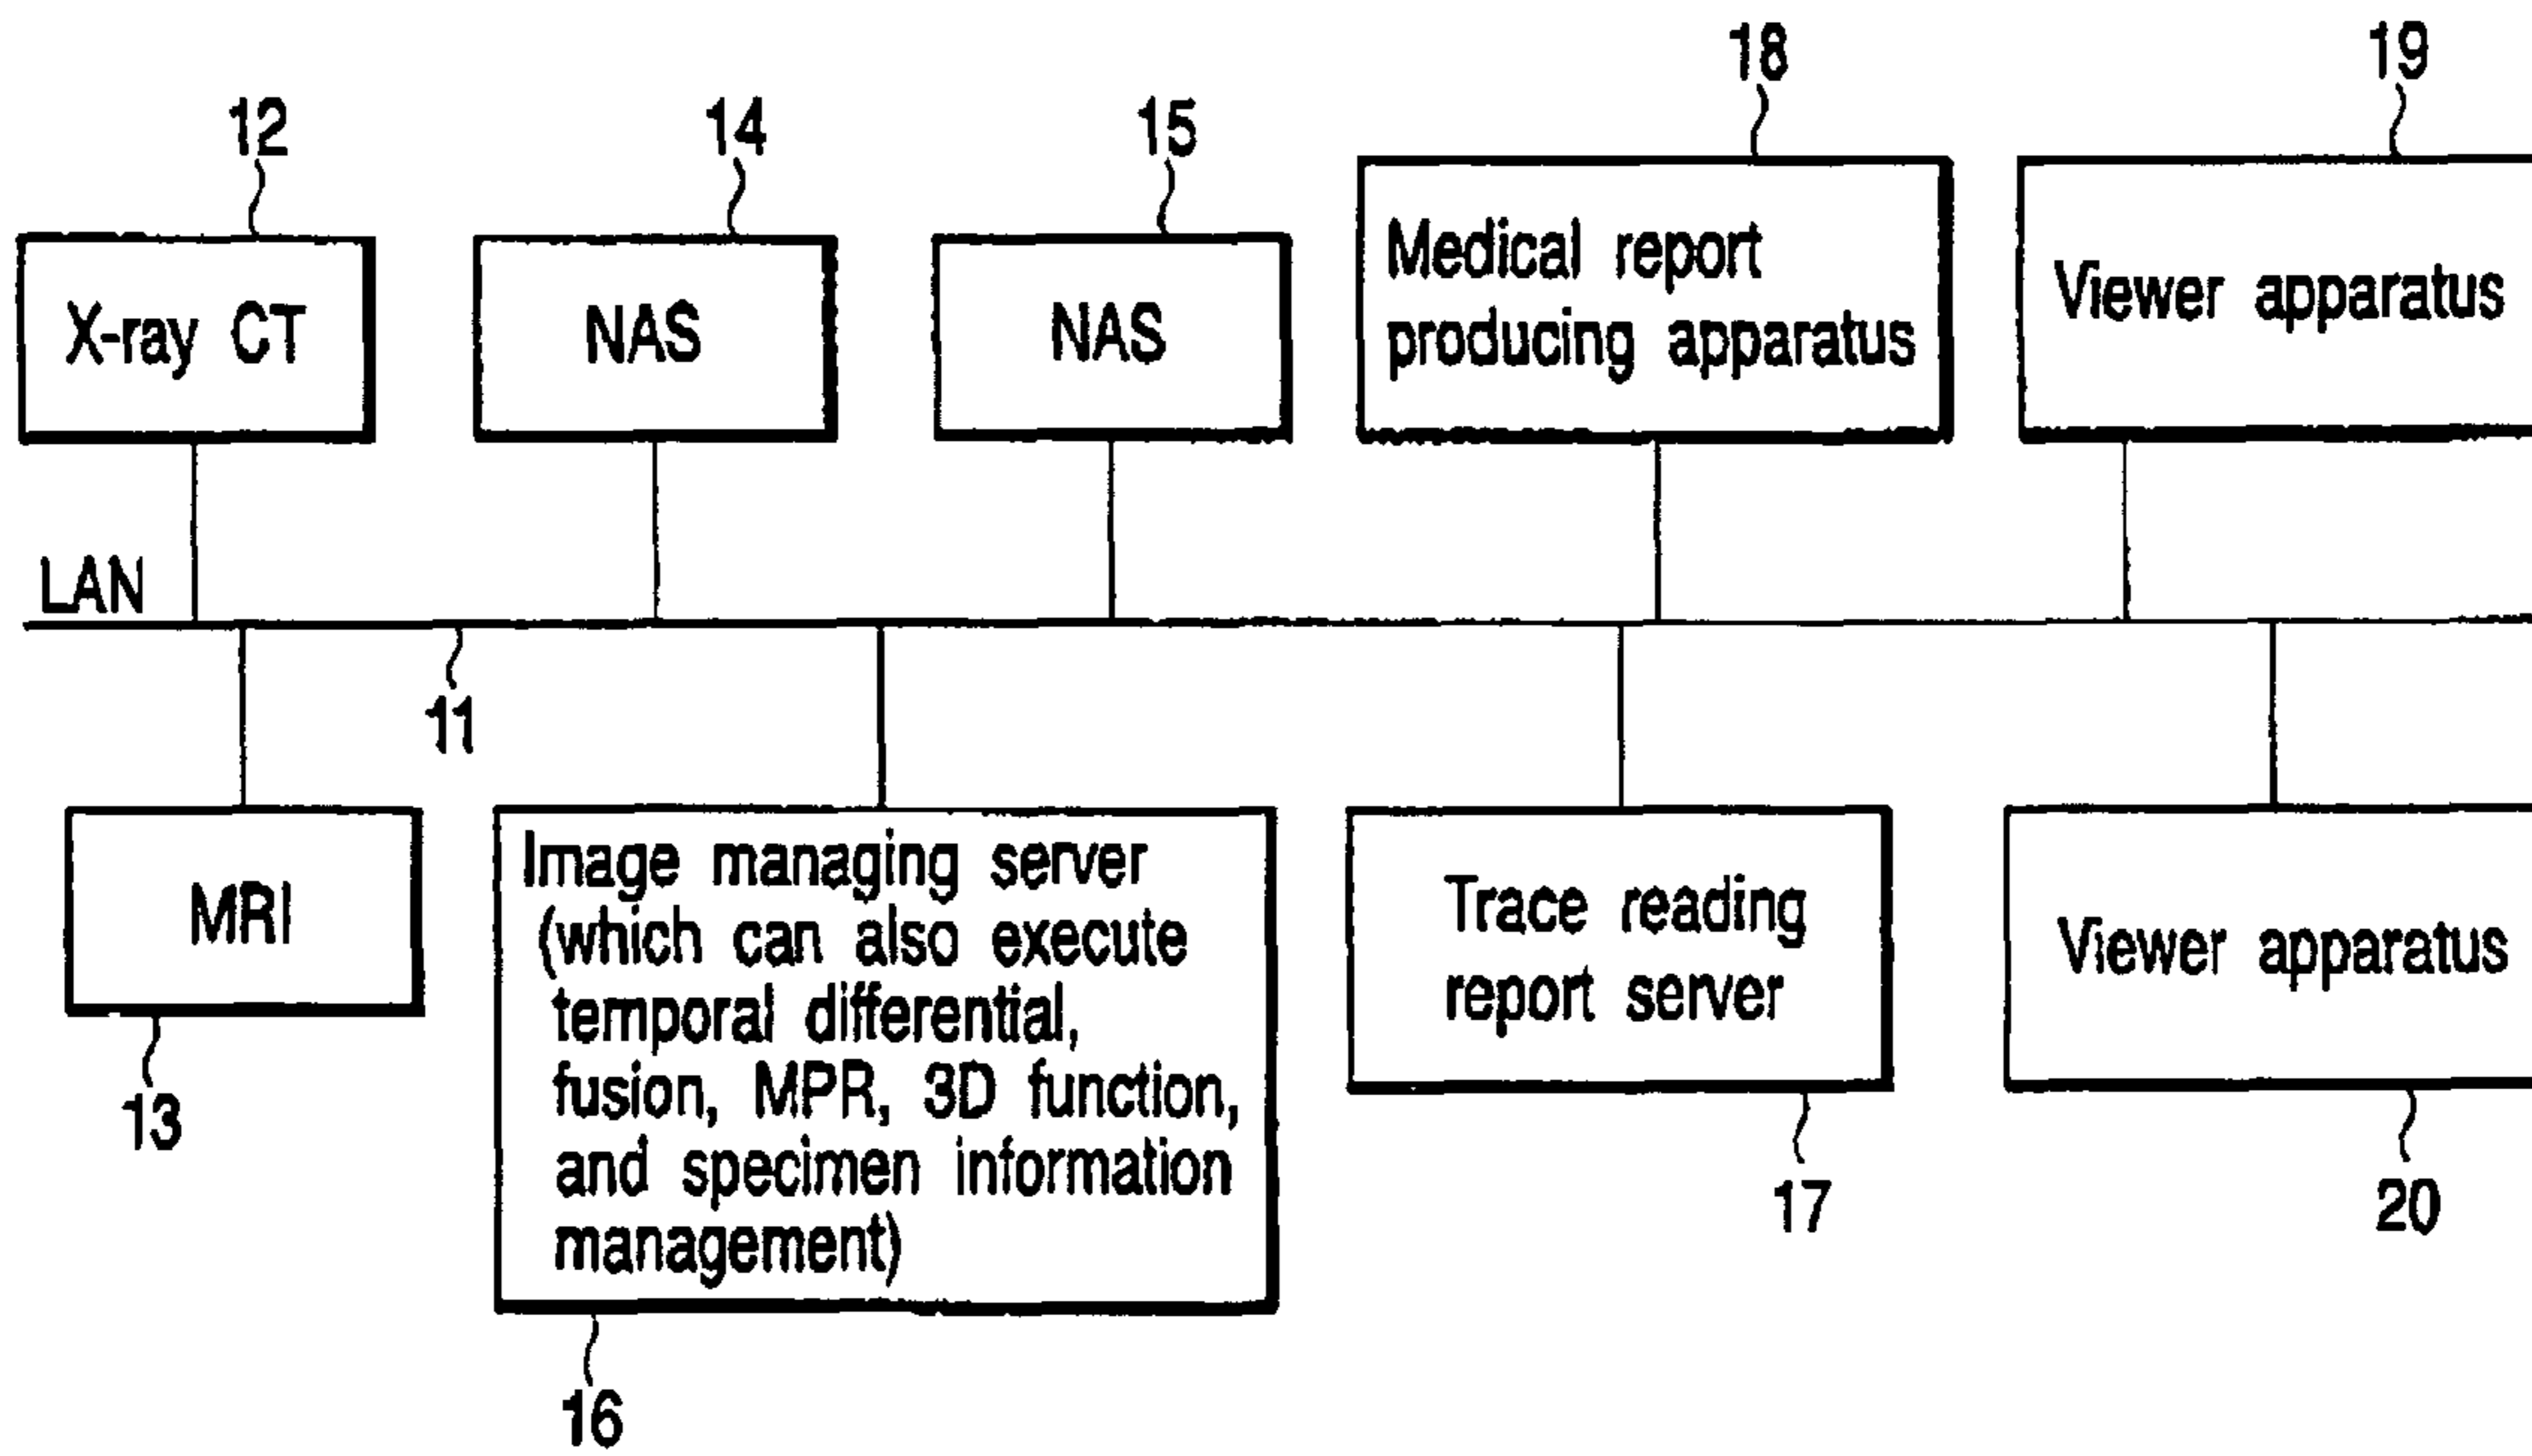 18
19
12
14
15
X-ray CT
NAS
NAS
Medical report
producing apparatus
Viewer apparatus
LAN
11
MRI
Image managing server
(which can also execute
temporal differential,
fusion, MPR, 3D function,
and specimen information
management)
Trace reading
report server
Viewer apparatus
13
17
20
16